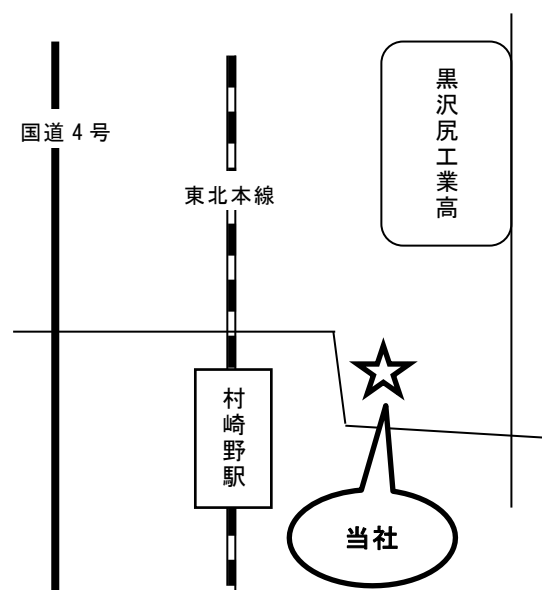 黒沢尻工業高
国道4号
東北本線
村崎野駅
当社